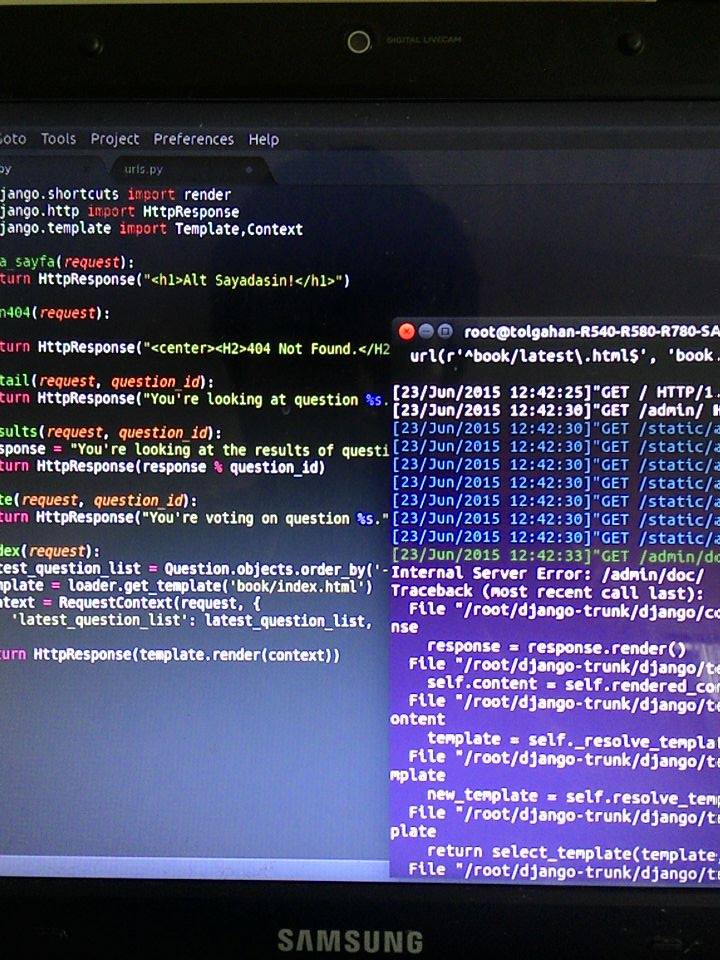 DIGITAL LIVECAM
Goto Tools Project Preferences Help
py
urls.py
jango.shortcuts import render
jango.http import HttpResponse
jango.template import Template,Context
a_sayfa(request):
turn HttpResponse("<h1>Alt Sayadasin!</h1>")
n404(request):
turn HttpResponse("<center><H2>404 Not Found.</H2
tail(request, question_id):
turn HttpResponse("You're looking at question %s.
sults(request, question_id):
sponse = "You're looking at the results of questi
turn HttpResponse(response % question_id)
te(request, question_id):
turn HttpResponse("You're voting on question %s."
dex(request):
test_question_list = Question.objects.order_by('-
mplate = loader.get_template('book/index.html')
ntext = RequestContext(request, {
'latest_question_list': latest_question_list,
turn HttpResponse(template.render(context))
root@tolgahan-R540-R580-R780-SA
url(r'^book/latest\.html$', 'book.
[23/Jun/2015 12:42:25]"GET / HTTP/1.
[23/Jun/2015 12:42:30]"GET /admin/ H
[23/Jun/2015 12:42:30]"GET /static/a
[23/Jun/2015 12:42:30]"GET /static/a
[23/Jun/2015 12:42:30]"GET /static/a
[23/Jun/2015 12:42:30]"GET /static/a
[23/Jun/2015 12:42:30]"GET /static/a
[23/Jun/2015 12:42:30]"GET /static/a
[23/Jun/2015 12:42:30]"GET /static/a
[23/Jun/2015 12:42:33]"GET /admin/do
Internal Server Error: /admin/doc/
Traceback (most recent call last):
File "/root/django-trunk/django/co
nse
response = response.render()
File "/root/django-trunk/django/te
self.content = self.rendered_con
File "/root/django-trunk/django/te
ontent
template = self._resolve_templat
File "/root/django-trunk/django/te
mplate
new_template = self.resolve_temp
File "/root/django-trunk/django/te
plate
return select_template(template
File "/root/django-trunk/django/te
SAMSUNG